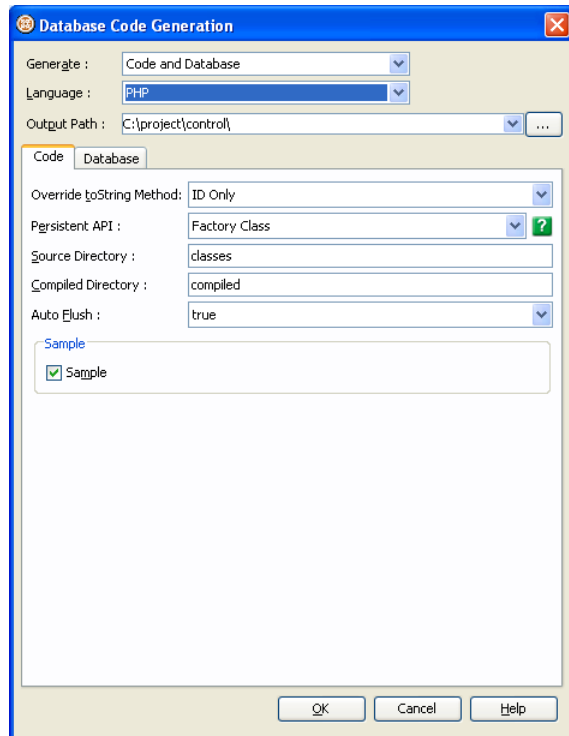 Database Code Generation
Generate : Code and Database
Language : PHP
Output Path : C:\project\control\ ...
Code Database
Override toString Method: ID Only
Persistent API : Factory Class ?
Source Directory : classes
Compiled Directory : compiled
Auto Flush : true
Sample
Sample
OK Cancel Help